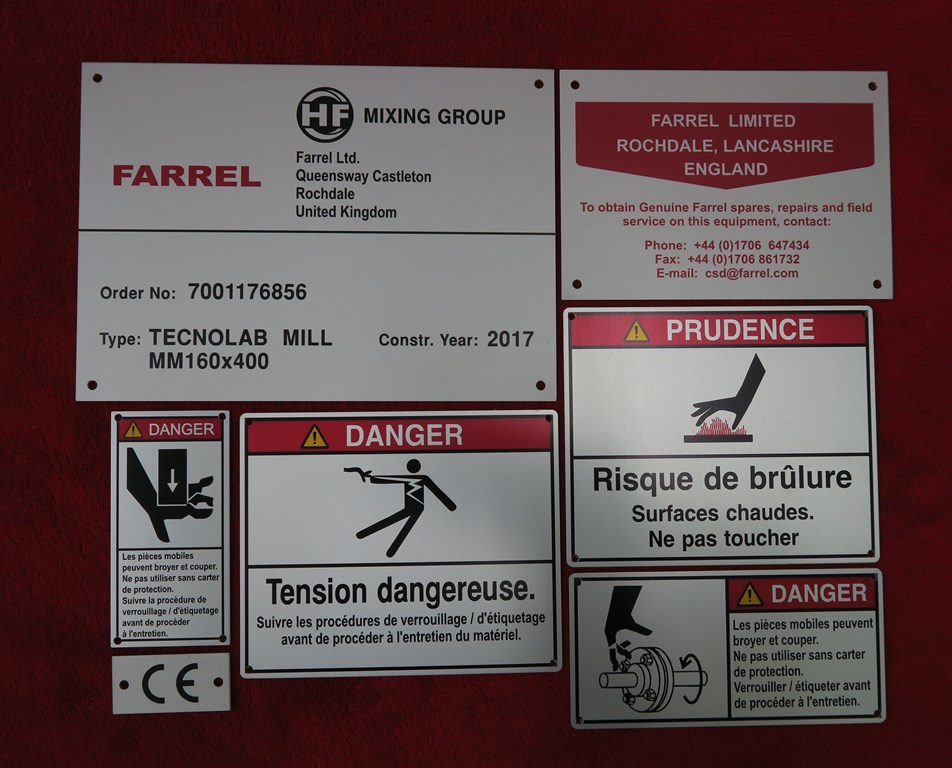 HF MIXING GROUP
FARREL
Farrel Ltd.
Queensway Castleton
Rochdale
United Kingdom
Order No: 7001176856
Type: TECNOLAB MILL
MM160x400
Constr. Year: 2017
FARREL LIMITED
ROCHDALE, LANCASHIRE
ENGLAND
To obtain Genuine Farrel spares, repairs and field
service on this equipment, contact:
Phone: +44 (0)1706 647434
Fax: +44 (0)1706 861732
E-mail: csd@farrel.com
PRUDENCE
Risque de brûlure
Surfaces chaudes.
Ne pas toucher
DANGER
Les pièces mobiles
peuvent broyer et couper.
Ne pas utiliser sans carter
de protection.
Suivre la procédure de
verrouillage / d'étiquetage
avant de procéder
à l'entretien.
DANGER
Tension dangereuse.
Suivre les procédures de verrouillage / d'étiquetage
avant de procéder à l'entretien du matériel.
DANGER
Les pièces mobiles peuvent
broyer et couper.
Ne pas utiliser sans carter
de protection.
Verrouiller / étiqueter avant
de procéder à l'entretien.
CE